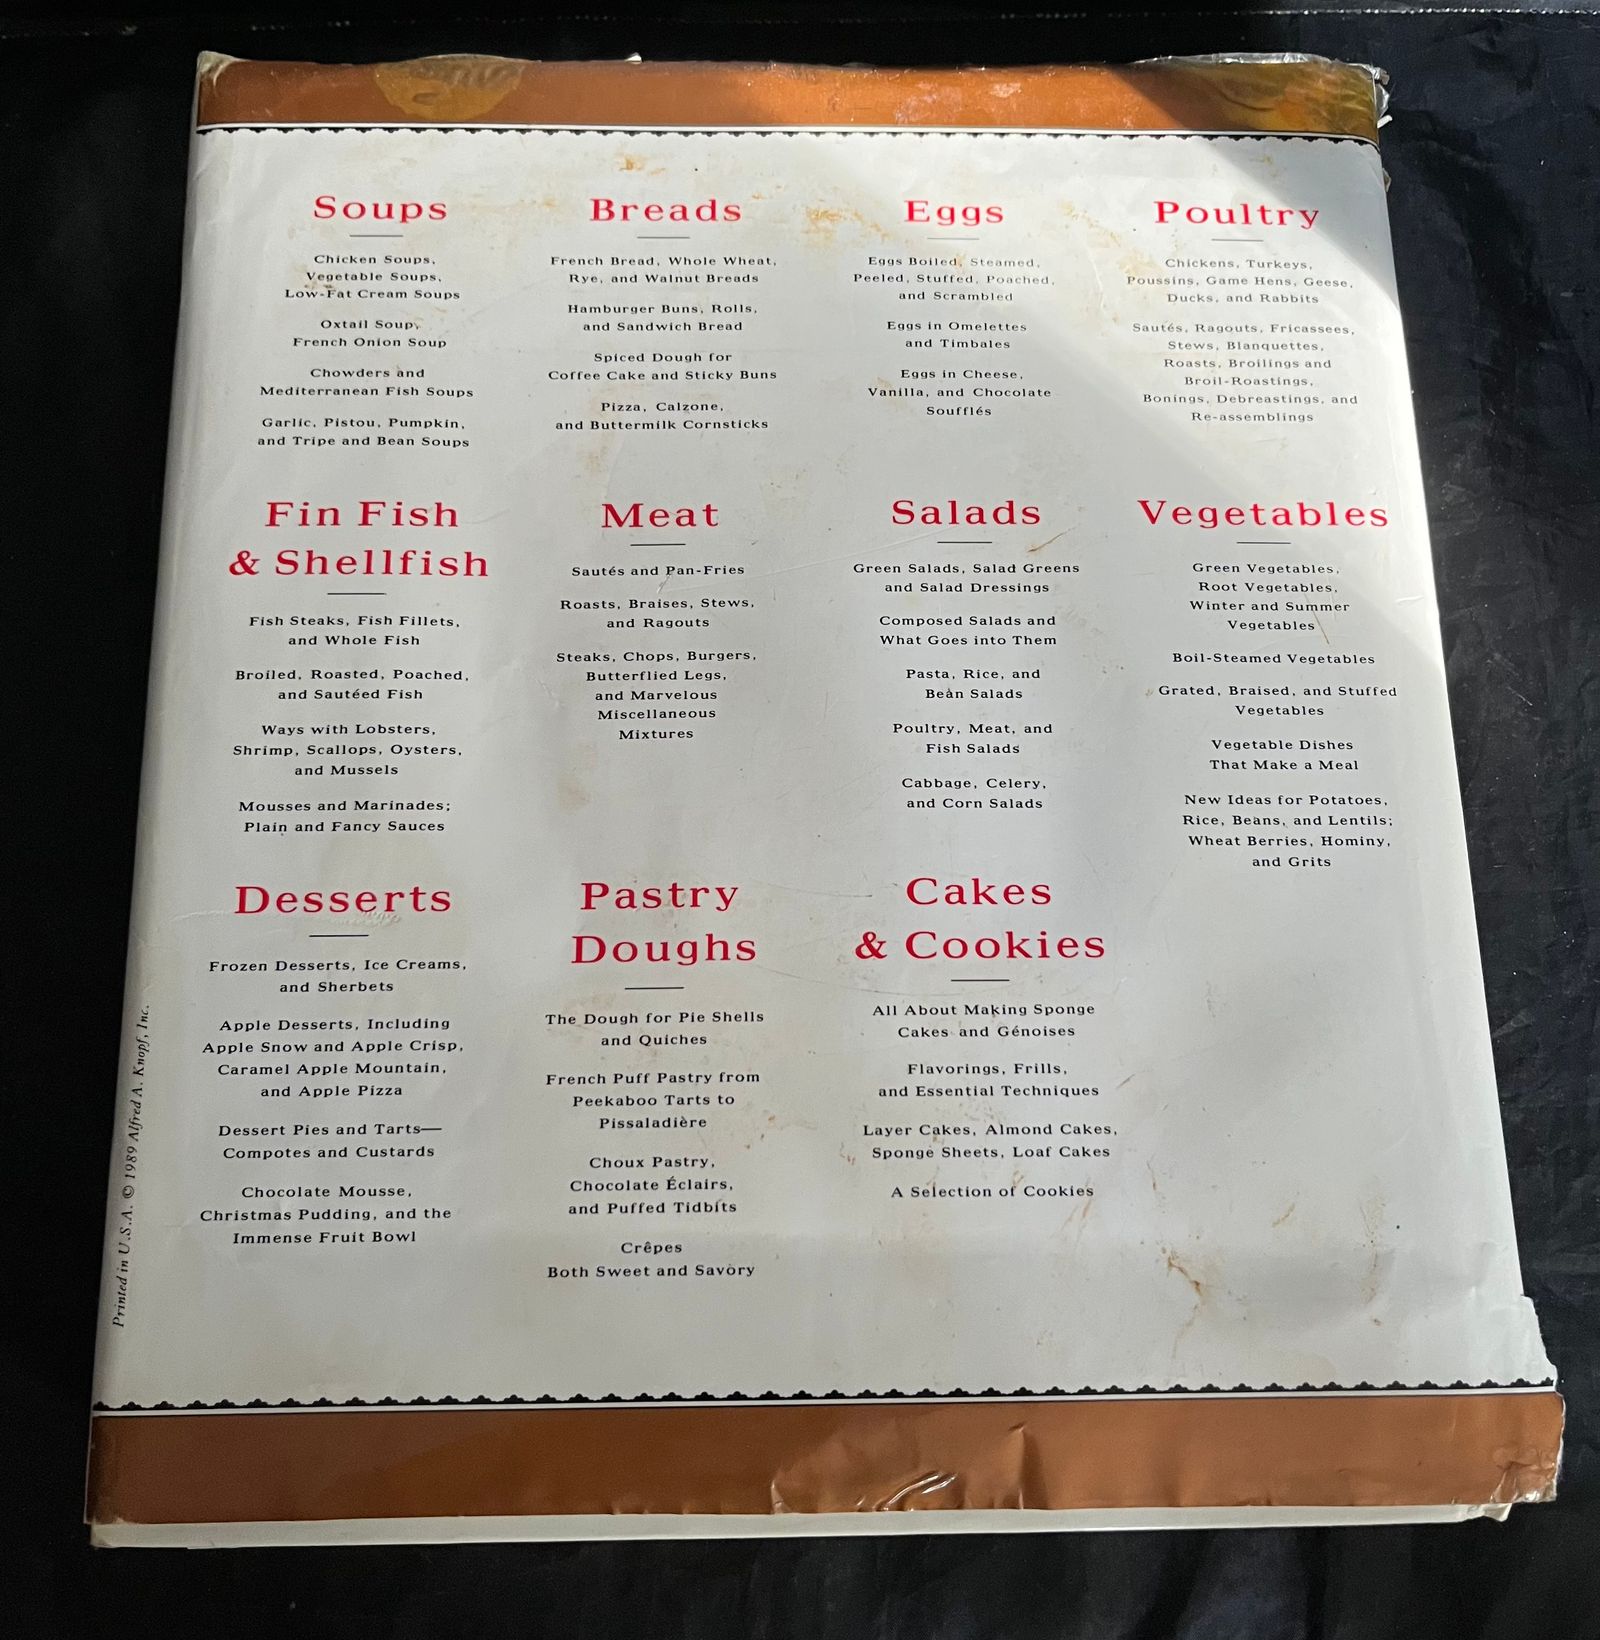 Soups
Chicken Soups,
Vegetable Soups,
Low-Fat Cream Soups
Oxtail Soup,
French Onion Soup
Chowders and
Mediterranean Fish Soups
Garlic, Pistou, Pumpkin,
and Tripe and Bean Soups
Breads
French Bread, Whole Wheat,
Rye, and Walnut Breads
Hamburger Buns, Rolls,
and Sandwich Bread
Spiced Dough for
Coffee Cake and Sticky Buns
Pizza, Calzone,
and Buttermilk Cornsticks
Eggs
Eggs Boiled, Steamed,
Peeled, Stuffed, Poached,
and Scrambled
Eggs in Omelettes
and Timbales
Eggs in Cheese,
Vanilla, and Chocolate
Soufflés
Poultry
Chickens, Turkeys,
Poussins, Game Hens, Geese,
Ducks, and Rabbits
Sautés, Ragouts, Fricassees,
Stews, Blanquettes,
Roasts, Broilings and
Broil-Roastings,
Bonings, Debreastings, and
Re-assemblings
Fin Fish
& Shellfish
Fish Steaks, Fish Fillets,
and Whole Fish
Broiled, Roasted, Poached,
and Sautéed Fish
Ways with Lobsters,
Shrimp, Scallops, Oysters,
and Mussels
Mousses and Marinades;
Plain and Fancy Sauces
Meat
Sautés and Pan-Fries
Roasts, Braises, Stews,
and Ragouts
Steaks, Chops, Burgers,
Butterflied Legs,
and Marvelous
Miscellaneous
Mixtures
Salads
Green Salads, Salad Greens
and Salad Dressings
Composed Salads and
What Goes into Them
Pasta, Rice, and
Bean Salads
Poultry, Meat, and
Fish Salads
Cabbage, Celery,
and Corn Salads
Vegetables
Green Vegetables,
Root Vegetables,
Winter and Summer
Vegetables
Boil-Steamed Vegetables
Grated, Braised, and Stuffed
Vegetables
Vegetable Dishes
That Make a Meal
New Ideas for Potatoes,
Rice, Beans, and Lentils;
Wheat Berries, Hominy,
and Grits
Desserts
Frozen Desserts, Ice Creams,
and Sherbets
Apple Desserts, Including
Apple Snow and Apple Crisp,
Caramel Apple Mountain,
and Apple Pizza
Dessert Pies and Tarts—
Compotes and Custards
Chocolate Mousse,
Christmas Pudding, and the
Immense Fruit Bowl
Pastry
Doughs
The Dough for Pie Shells
and Quiches
French Puff Pastry from
Peekaboo Tarts to
Pissaladière
Choux Pastry,
Chocolate Éclairs,
and Puffed Tidbits
Crêpes
Both Sweet and Savory
Cakes
& Cookies
All About Making Sponge
Cakes and Génoises
Flavorings, Frills,
and Essential Techniques
Layer Cakes, Almond Cakes,
Sponge Sheets, Loaf Cakes
A Selection of Cookies
Printed in U.S.A. © 1989 Alfred A. Knopf, Inc.